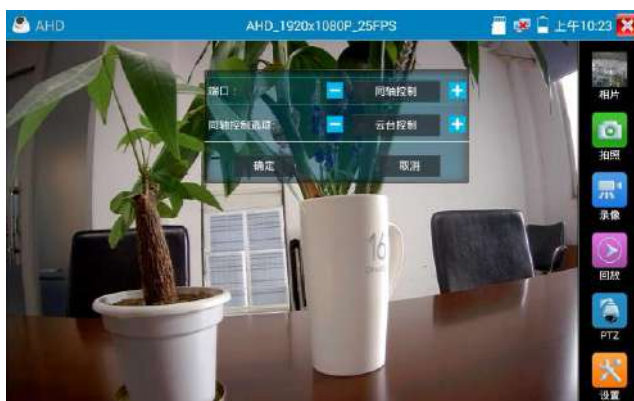 AHD
AHD_1920x1080P_25FPS
上午10:23
端口：
同轴控制
同轴控制选项：
云台控制
确定
取消
16
相片
拍照
录像
回放
PTZ
设置